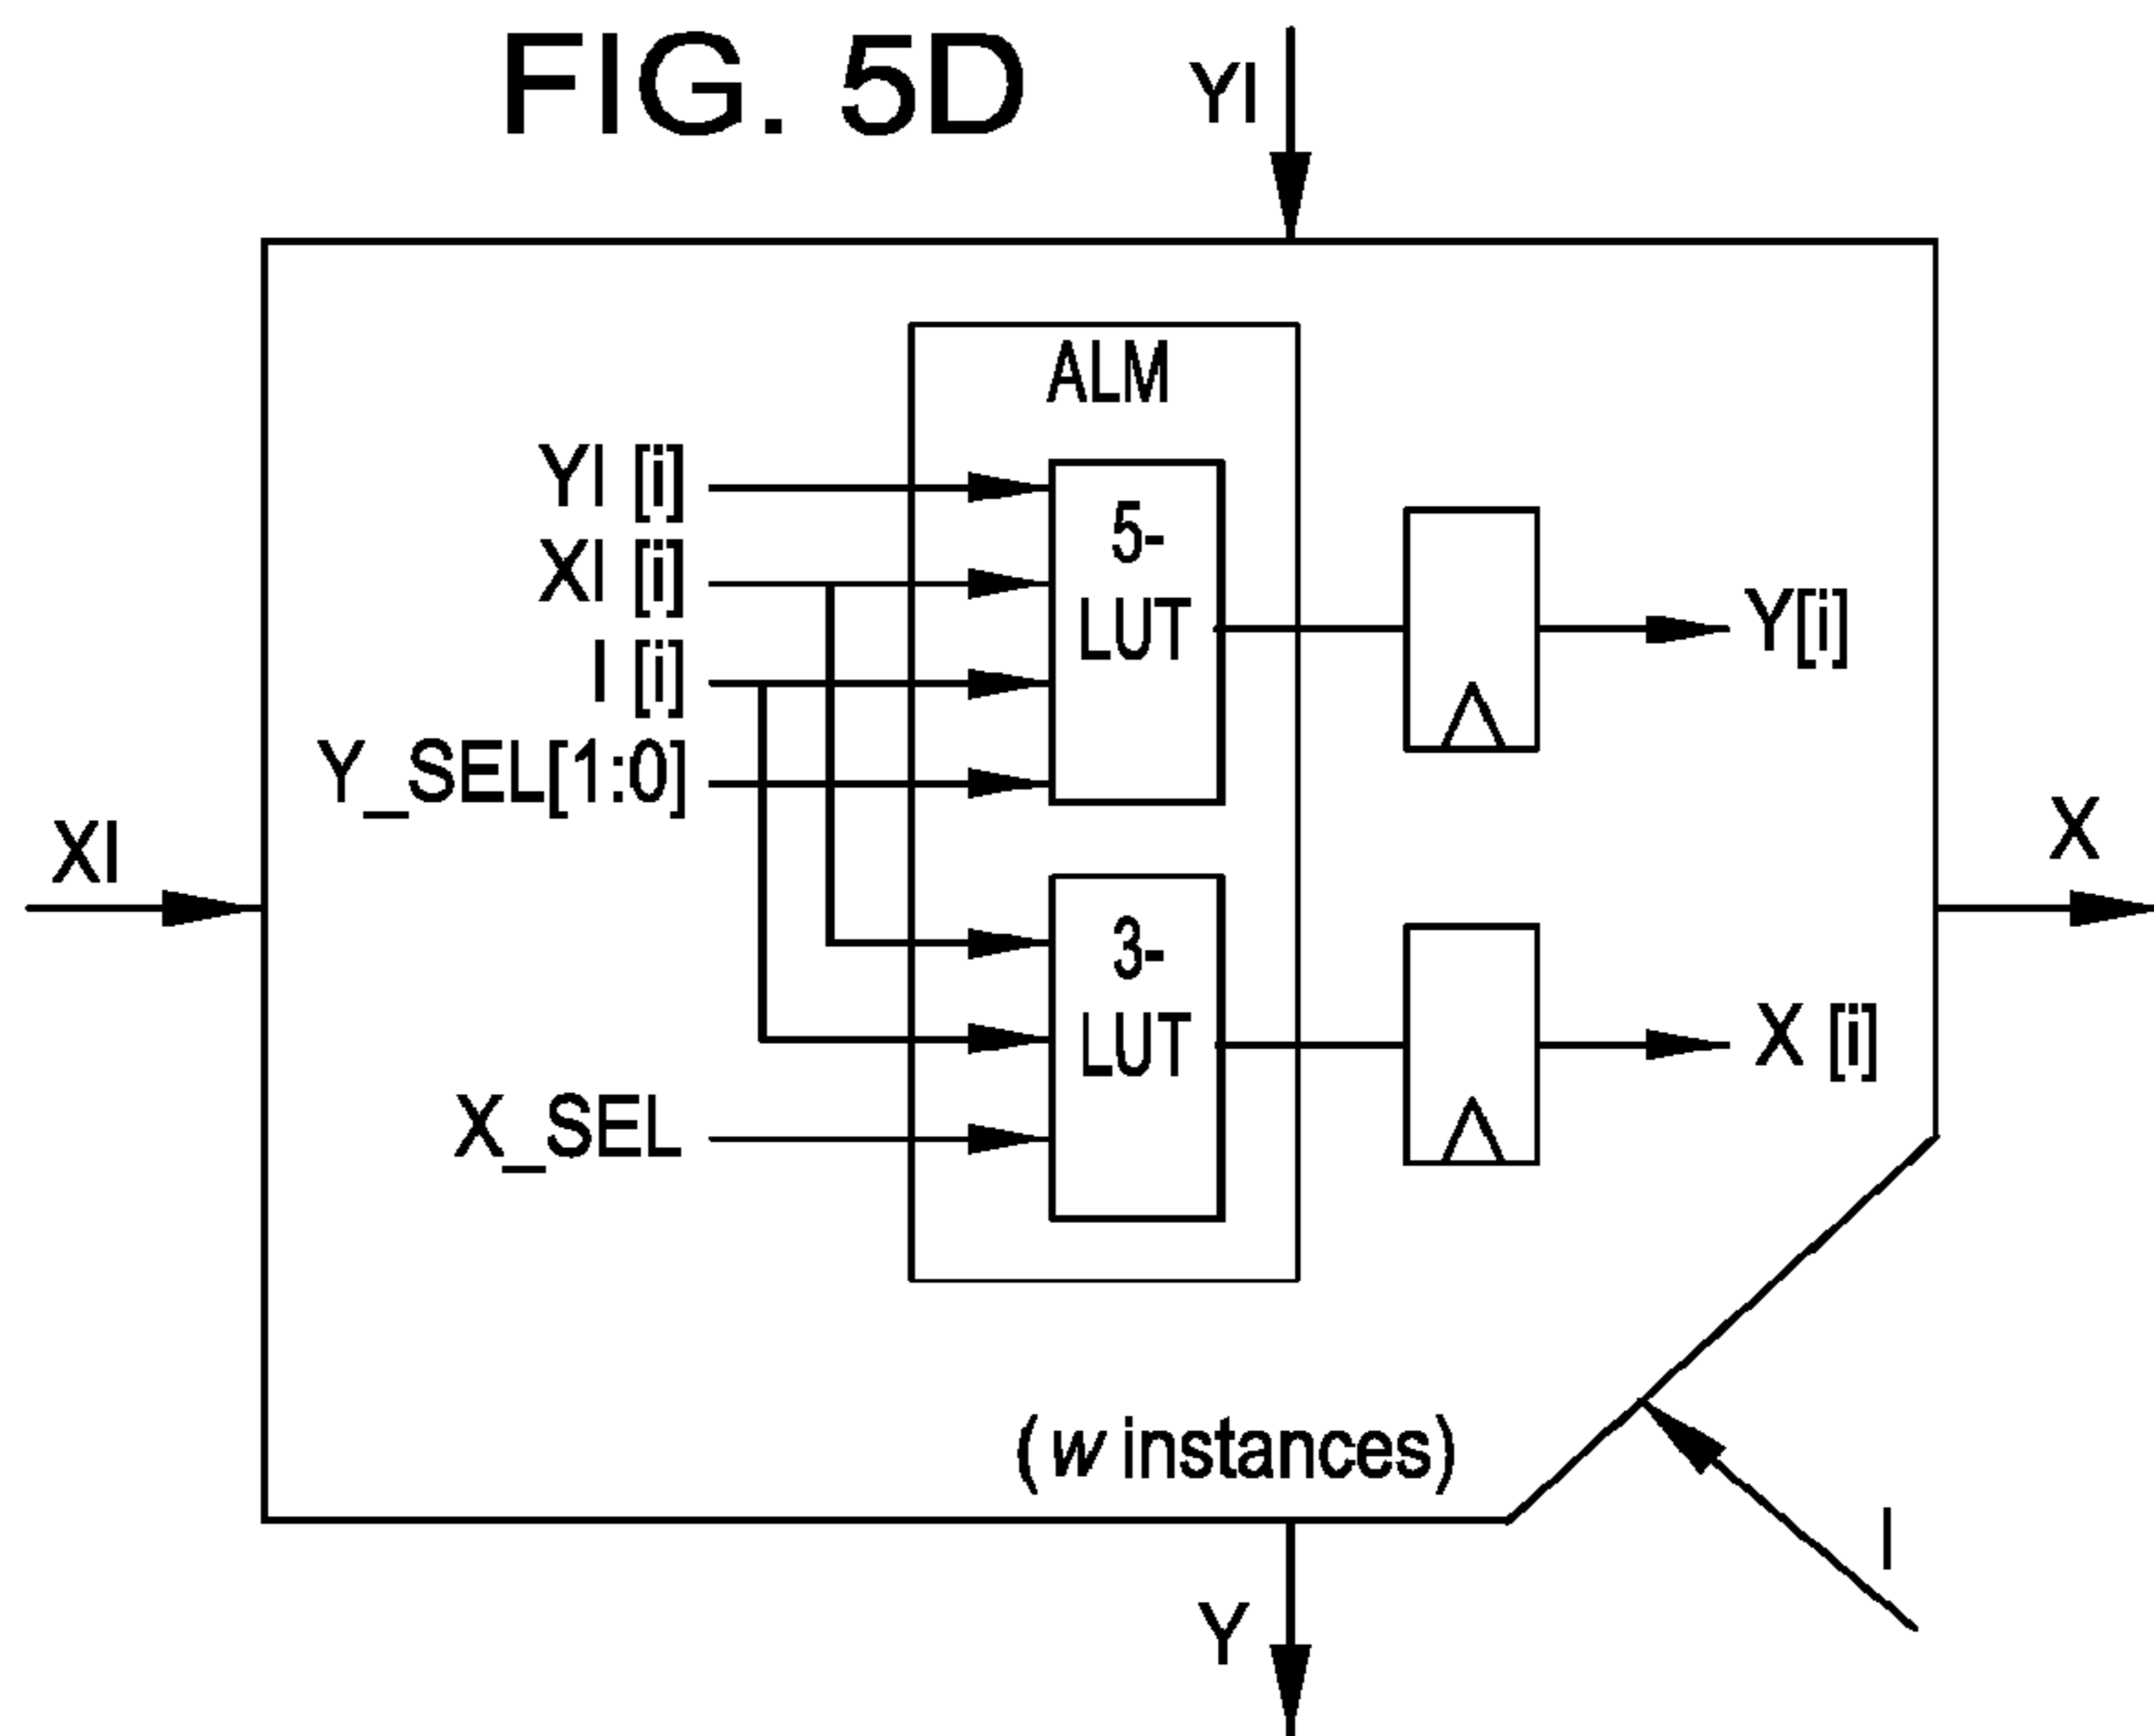 FIG. 5D
YI
ALM
YI [i]
XI [i]
I [i]
Y_SEL[1:0]
5-
LUT
Y[i]
XI
X
3-
LUT
X [i]
X_SEL
(w instances)
I
Y